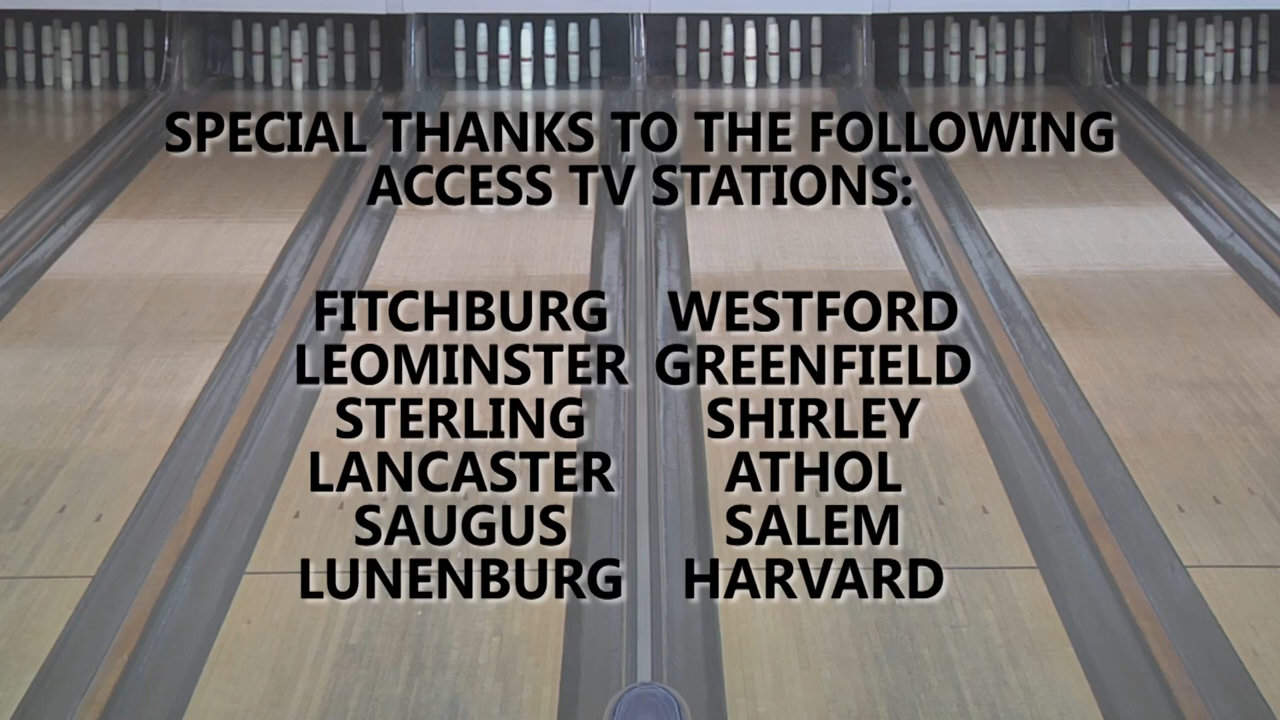 SPECIAL THANKS TO THE FOLLOWING
ACCESS TV STATIONS:
FITCHBURG
LEOMINSTER
STERLING
LANCASTER
SAUGUS
LUNENBURG
WESTFORD
GREENFIELD
SHIRLEY
ATHOL
SALEM
HARVARD